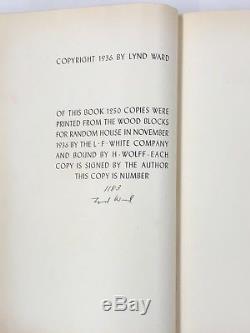 COPYRIGHT 1936 BY LYND WARD
OF THIS BOOK 1250 COPIES WERE
PRINTED FROM THE WOOD BLOCKS
FOR RANDOM HOUSE IN NOVEMBER
1936 BY THE L·F·WHITE COMPANY
AND BOUND BY H·WOLFF·EACH
COPY IS SIGNED BY THE AUTHOR
THIS COPY IS NUMBER
1183
Lynd Ward